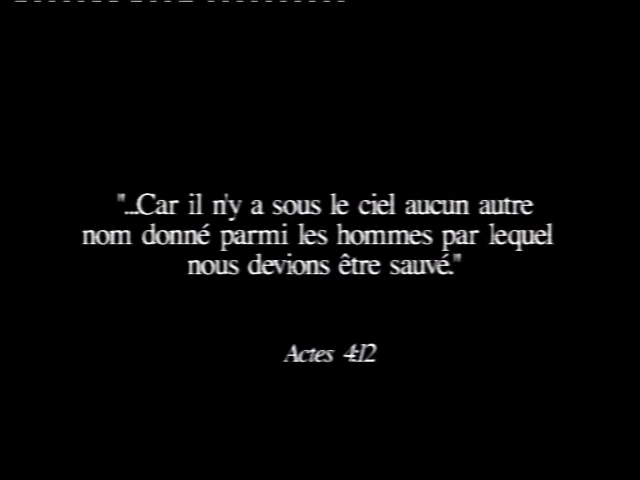 "...Car il n'y a sous le ciel aucun autre
nom donné parmi les hommes par lequel
nous devions être sauvé."
Actes 4:12